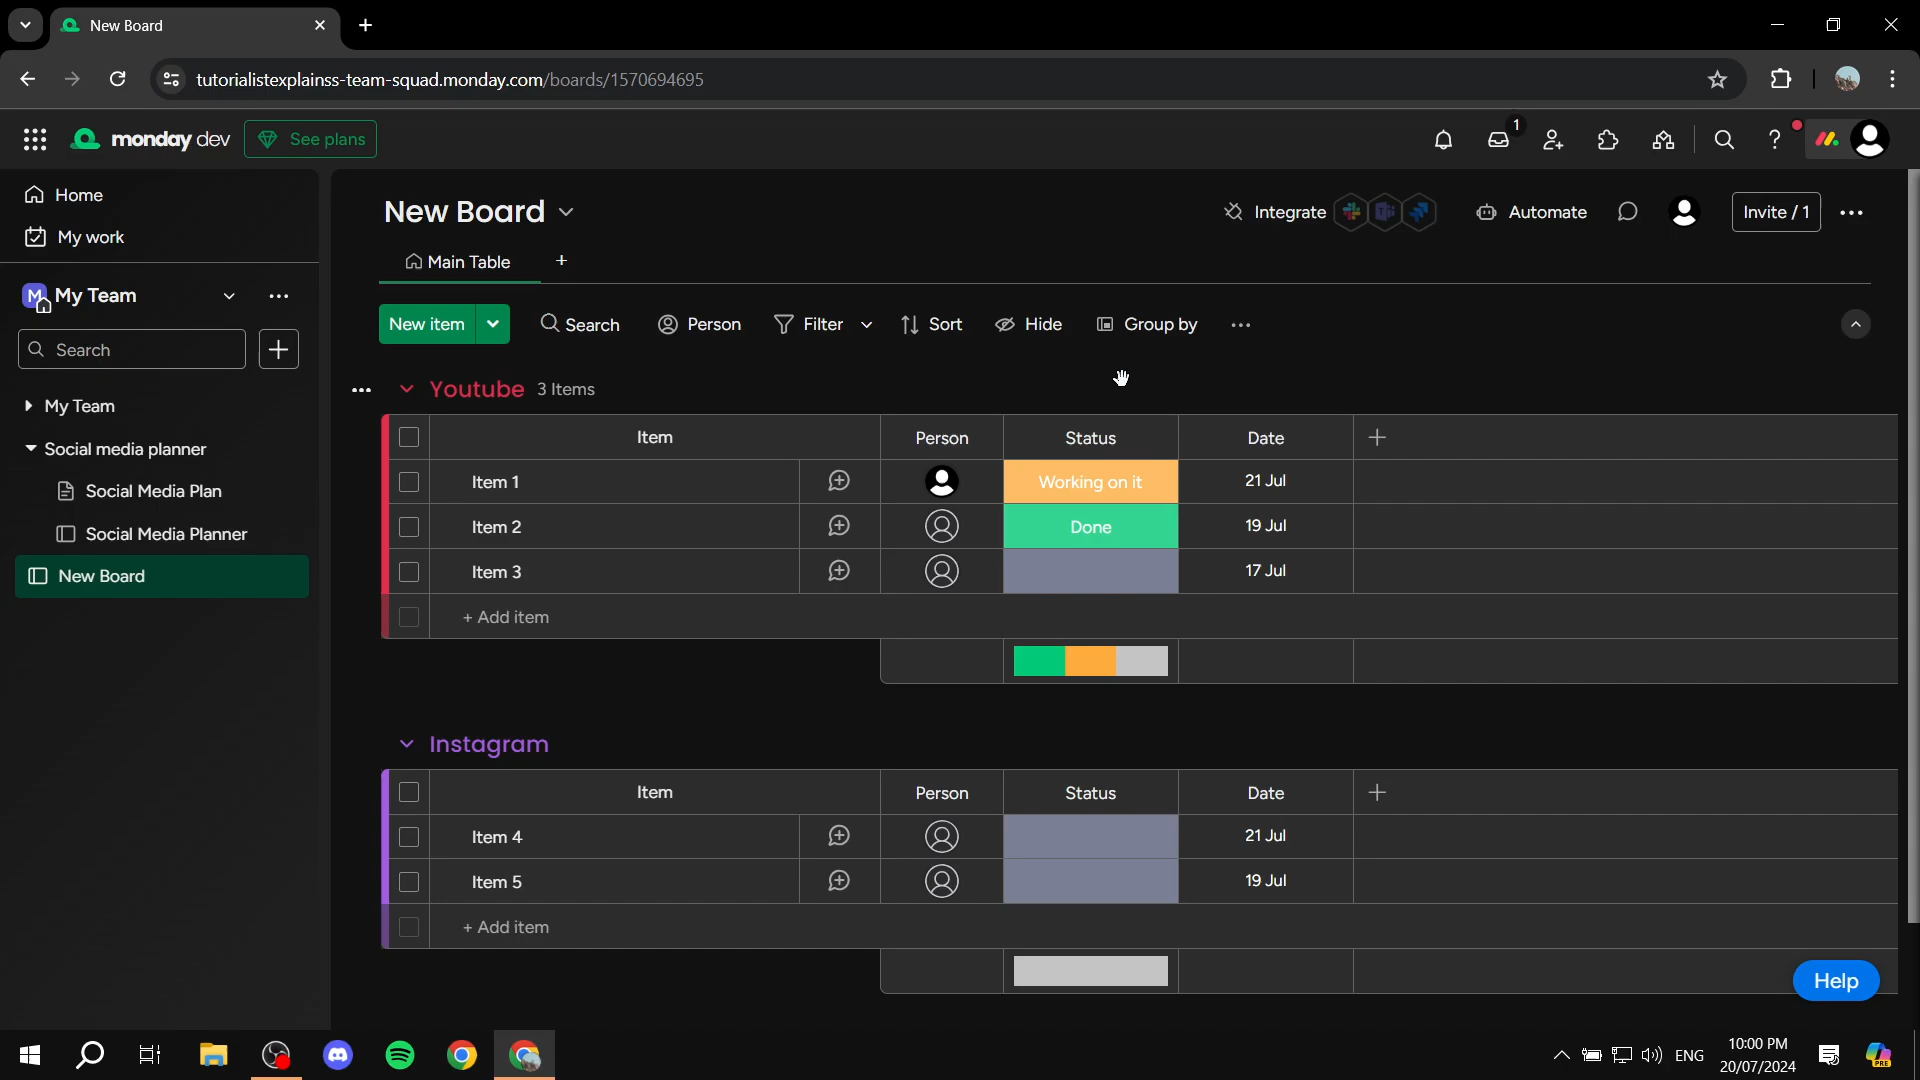 New Board
tutorialistexplainss-team-squad.monday.com/boards/1570694695
monday dev See plans 1
Home
My work
New Board Integrate Automate Invite / 1
Main Table
M My Team
New item Search Person Filter Sort Hide Group by
Search
My Team
Social media planner
Social Media Plan
Social Media Planner
New Board
Youtube 3 Items
Item Person Status Date
Item 1 Working on it 21 Jul
Item 2 Done 19 Jul
Item 3 17 Jul
+ Add item
Instagram
Item Person Status Date
Item 4 21 Jul
Item 5 19 Jul
+ Add item
Help
ENG
10:00 PM
20/07/2024
PRE